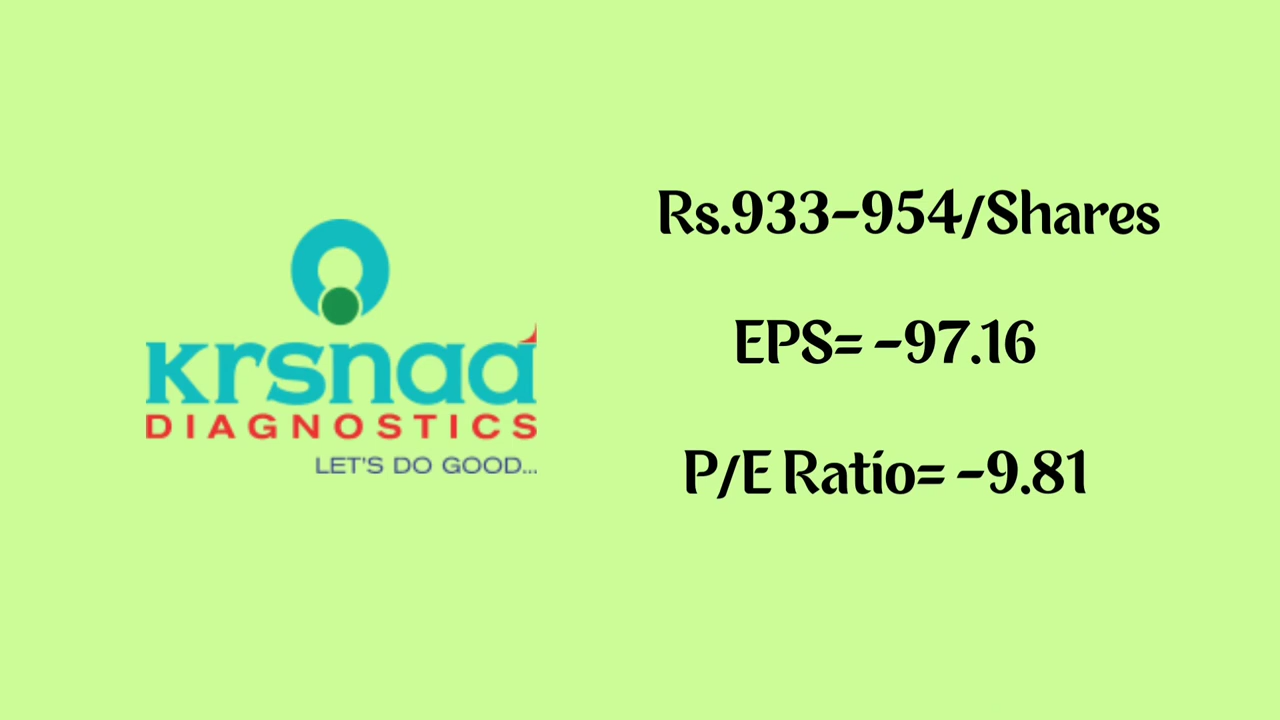 krsnaa
DIAGNOSTICS
LET'S DO GOOD...
Rs.933-954/Shares
EPS= -97.16
P/E Ratio= -9.81